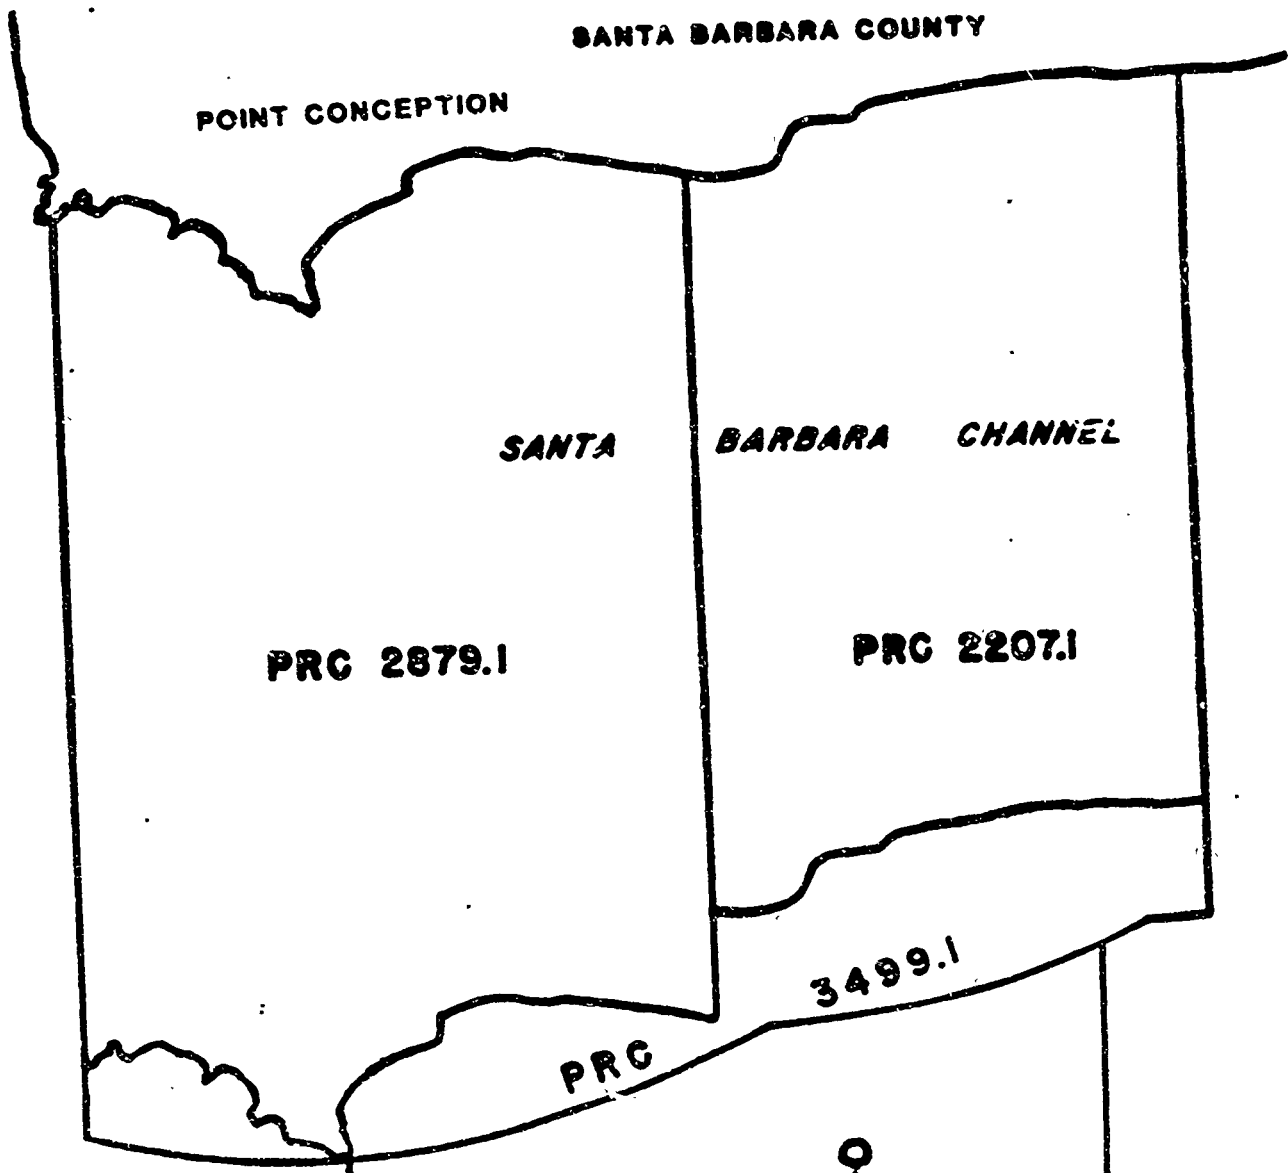 SANTA BARBARA COUNTY
POINT CONCEPTION
SANTA BARBARA CHANNEL
PRC 2879.1
PRC 2207.1
PRC 3499.1